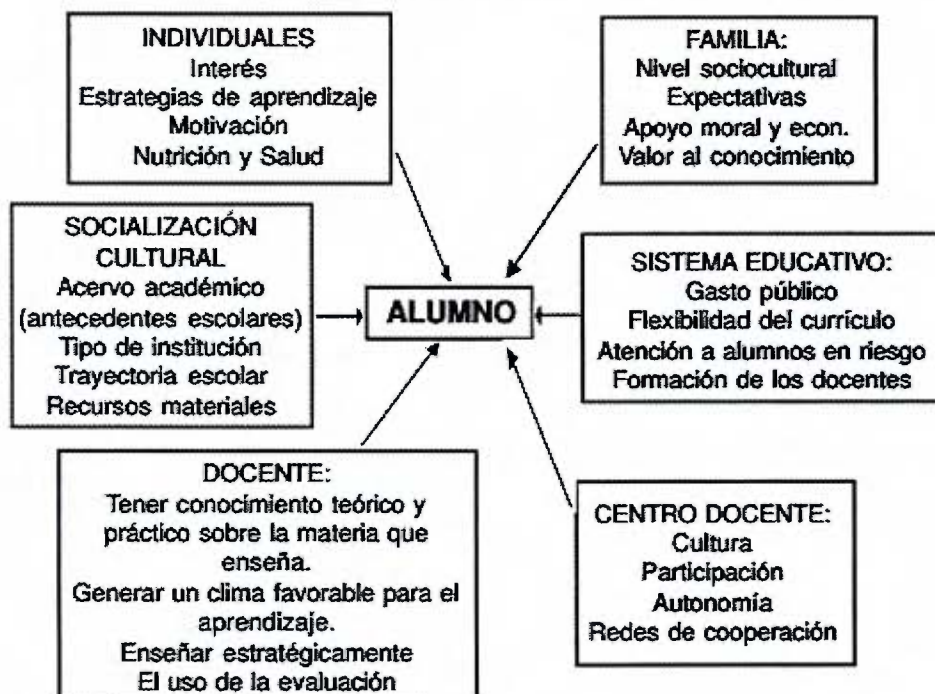 INDIVIDUALES
Interés
Estrategias de aprendizaje
Motivación
Nutrición y Salud
FAMILIA:
Nivel sociocultural
Expectativas
Apoyo moral y econ.
Valor al conocimiento
SOCIALIZACIÓN
CULTURAL
Acervo académico
(antecedentes escolares)
Tipo de institución
Trayectoria escolar
Recursos materiales
ALUMNO
SISTEMA EDUCATIVO:
Gasto público
Flexibilidad del currículo
Atención a alumnos en riesgo
Formación de los docentes
DOCENTE:
Tener conocimiento teórico y
práctico sobre la materia que
enseña.
Generar un clima favorable para el
aprendizaje.
Enseñar estratégicamente
El uso de la evaluación
CENTRO DOCENTE:
Cultura
Participación
Autonomía
Redes de cooperación